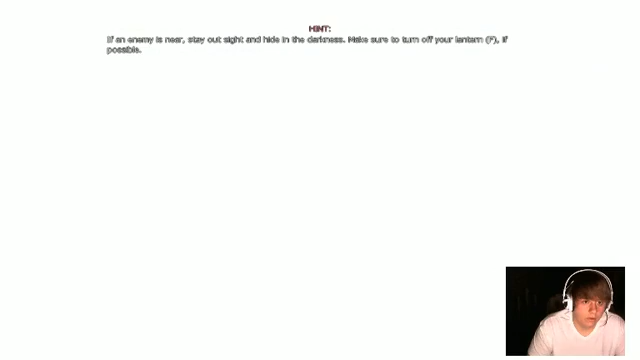 HINT:
If an enemy is near, stay out sight and hide in the darkness. Make sure to turn off your lantern (F), if
possible.